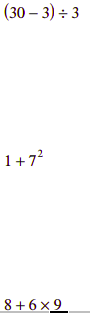 (30 – 3) ÷ 3
1 + 7²
8 + 6 × 9